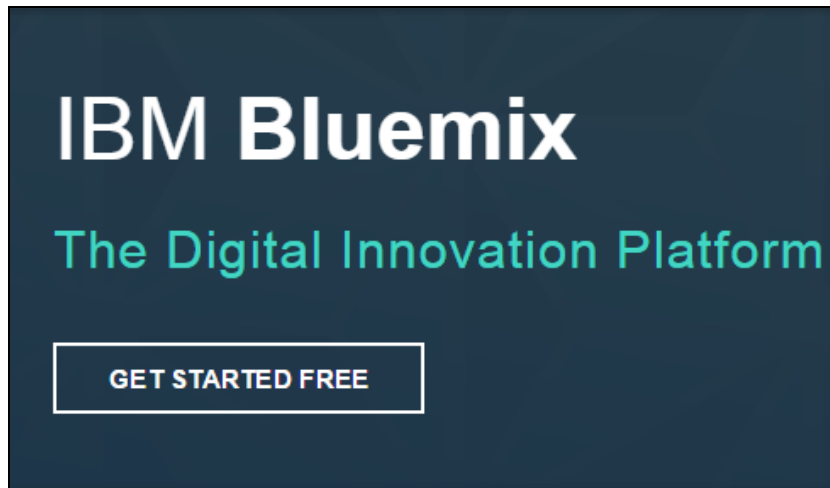 IBM Bluemix
The Digital Innovation Platform
GET STARTED FREE